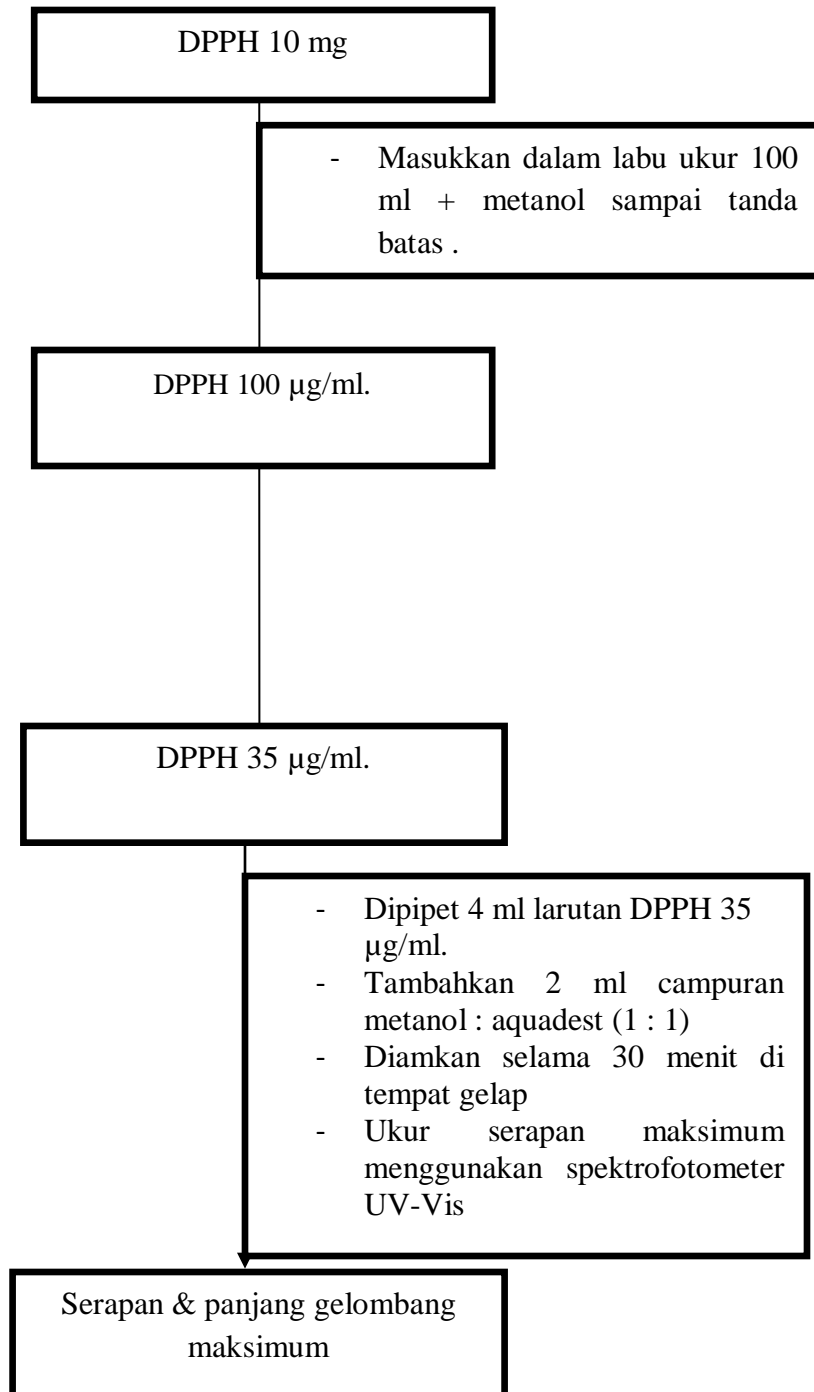 DPPH 10 mg
- Masukkan dalam labu ukur 100
ml + metanol sampai tanda
batas .
DPPH 100 µg/ml.
DPPH 35 µg/ml.
- Dipipet 4 ml larutan DPPH 35
µg/ml.
- Tambahkan 2 ml campuran
metanol : aquadest (1 : 1)
- Diamkan selama 30 menit di
tempat gelap
- Ukur serapan maksimum
menggunakan spektrofotometer
UV-Vis
Serapan & panjang gelombang
maksimum